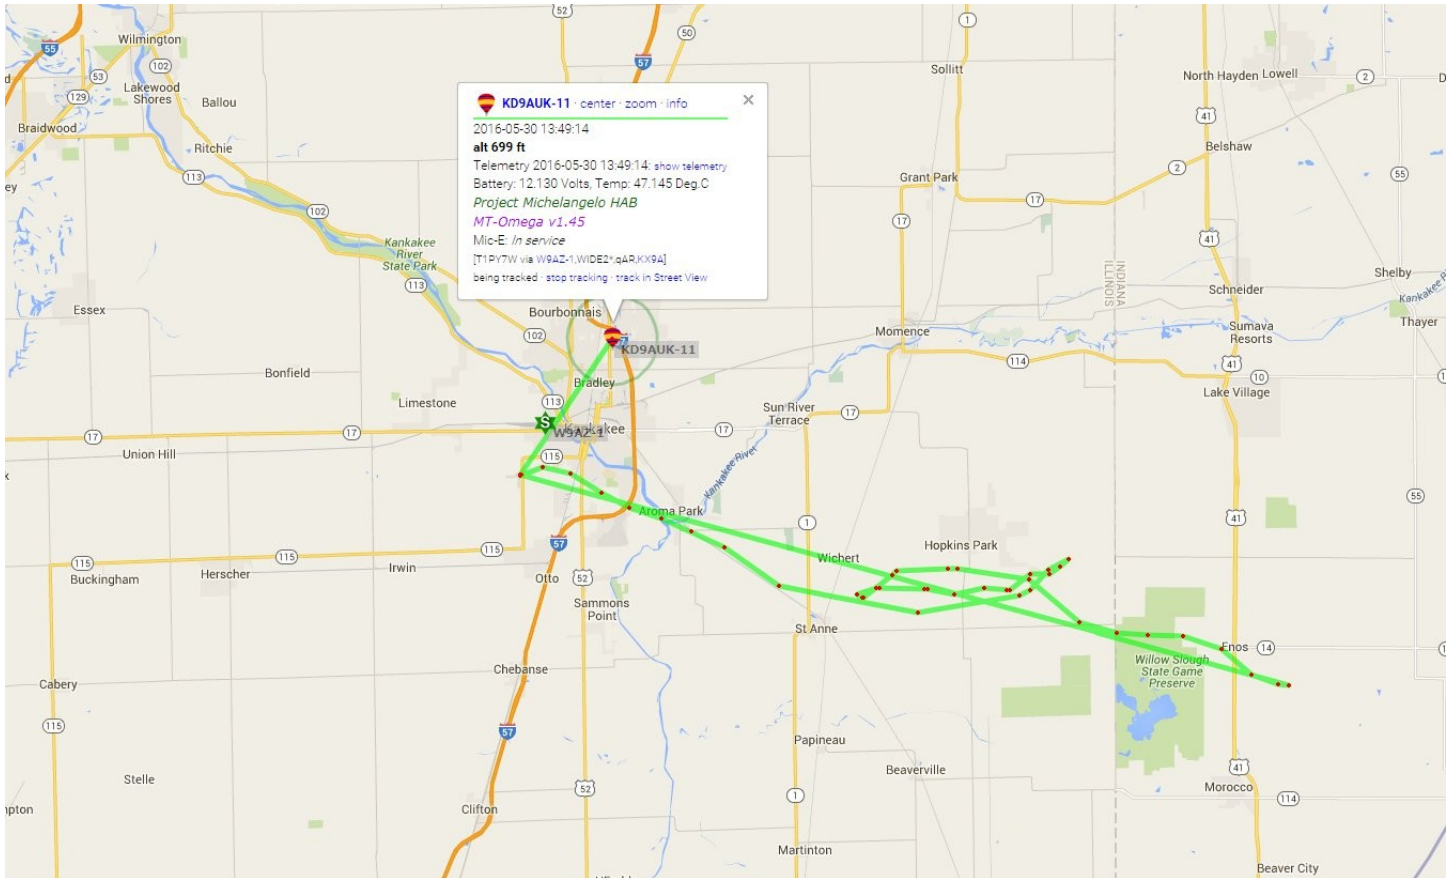 52
1
50
55
Wilmington
57
102
53
Sollitt
North Hayden
Lowell
2
Lakewood
Shores
129
Ballou
Braidwood
41
Belshaw
Ritchie
2
113
Grant Park
17
55
102
17
41
Kankakee
River
State Park
INDIANA
ILLINOIS
Shelby
113
Schneider
Kankakee
Essex
Thayer
Sumava
Resorts
KD9AUK-11 · center · zoom · info
2016-05-30 13:49:14
alt 699 ft
Telemetry 2016-05-30 13:49:14: show telemetry
Battery: 12.130 Volts, Temp: 47.145 Deg.C
Project Michelangelo HAB
MT-Omega v1.45
Mic-E: In service
[T1PY7W via W9AZ-1,WIDE2*,qAR,KX9A]
being tracked · stop tracking · track in Street View
Bourbonnais
102
KD9AUK-11
Momence
114
41
Bonfield
Bradley
10
Lake Village
Limestone
113
Sun River
Terrace
17
S
W9AZ-1
Kankakee
17
17
Union Hill
115
Kankakee River
55
Aroma Park
1
41
57
115
115
115
Wichert
Hopkins Park
Buckingham
Herscher
Irwin
Otto
52
Sammons
Point
St Anne
Enos
14
Willow Slough
State Game
Preserve
Chebanse
Cabery
115
57
Papineau
Beaverville
41
Stelle
52
Morocco
1
114
Clifton
Martinton
Beaver City